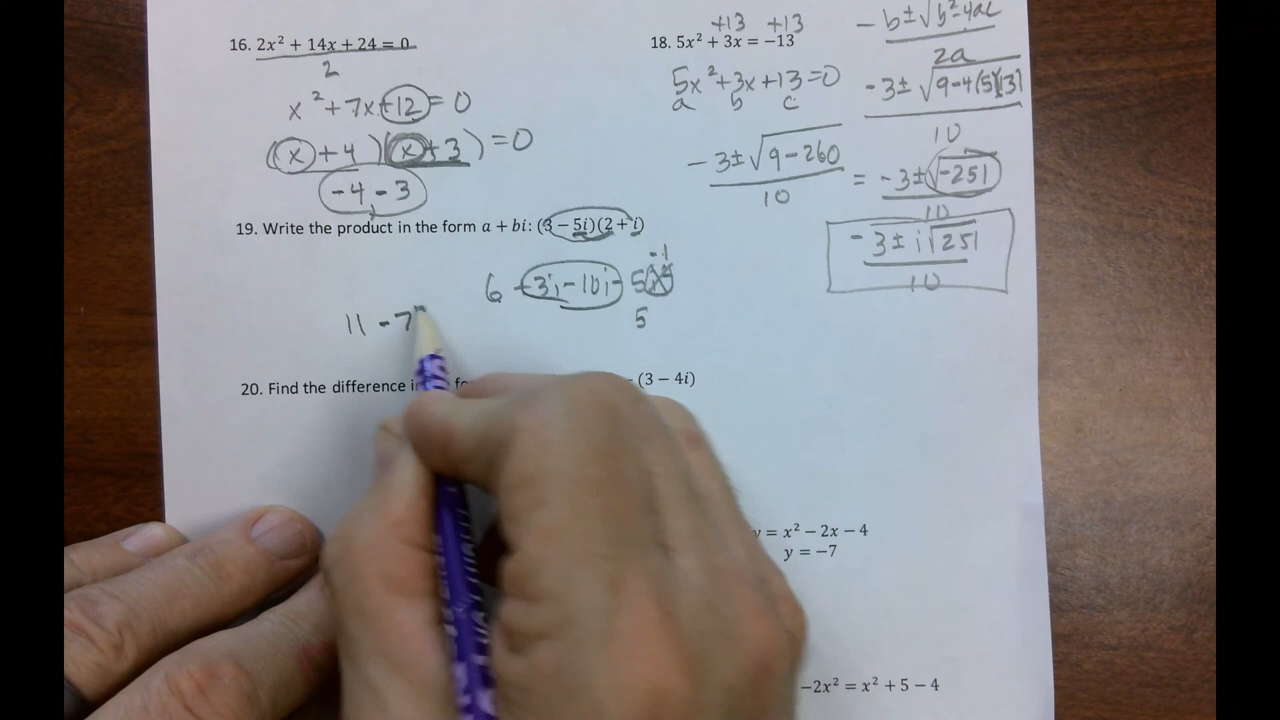 16. 2x² + 14x + 24 = 0
2
x² + 7x + 12 = 0
(x + 4)(x + 3) = 0
-4, -3
+13 +13
18. 5x² + 3x = −13
5x² + 3x + 13 = 0
a b c
- b ± √b² - 4ac
2a
-3 ± √9 - 4(5)(13)
10
-3 ± √9 - 260
10
= -3 ± √-251
10
-3 ± i√251
10
19. Write the product in the form a + bi: (3 − 5i)(2 + i)
-1
6 + 3i - 10i - 5i²
5
11 - 7
20. Find the difference in
− (3 − 4i)
y = x² − 2x − 4
y = −7
−2x² = x² + 5 − 4